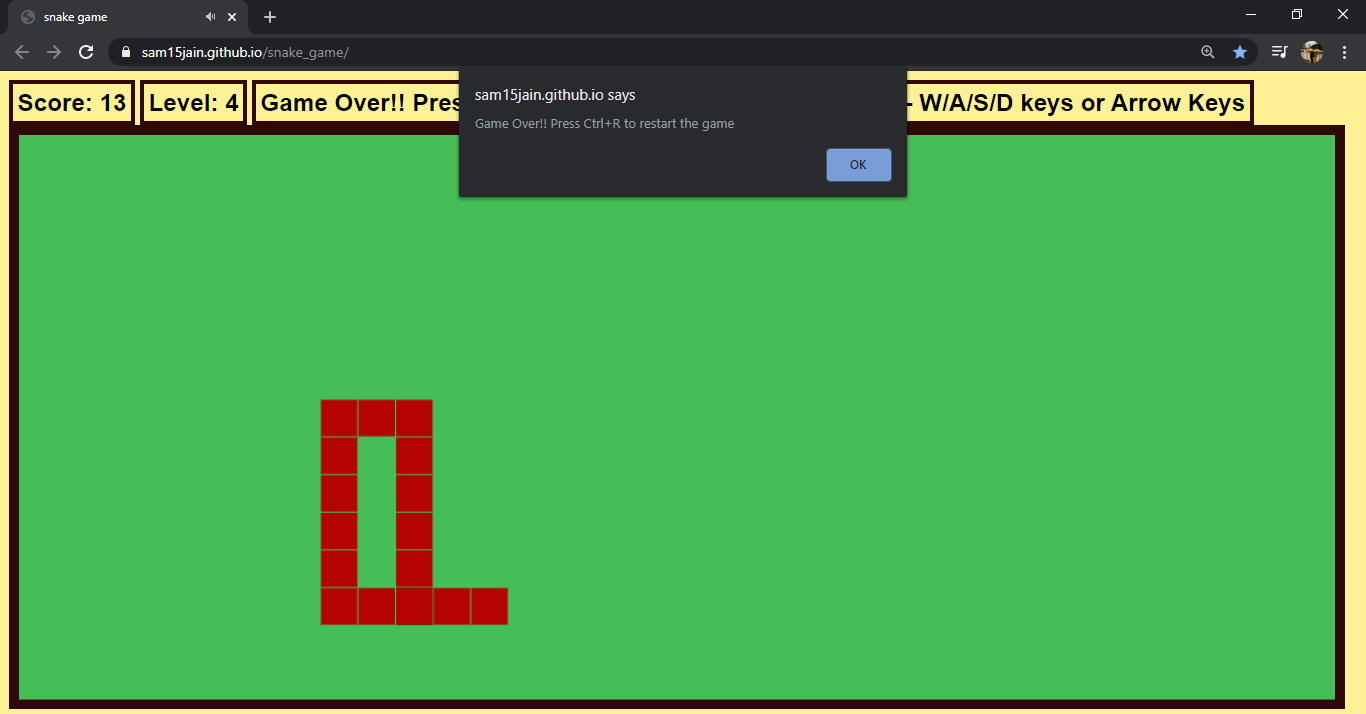 snake game
sam15jain.github.io/snake_game/
Score: 13
Level: 4
Game Over!! Pres
- W/A/S/D keys or Arrow Keys
sam15jain.github.io says
Game Over!! Press Ctrl+R to restart the game
OK